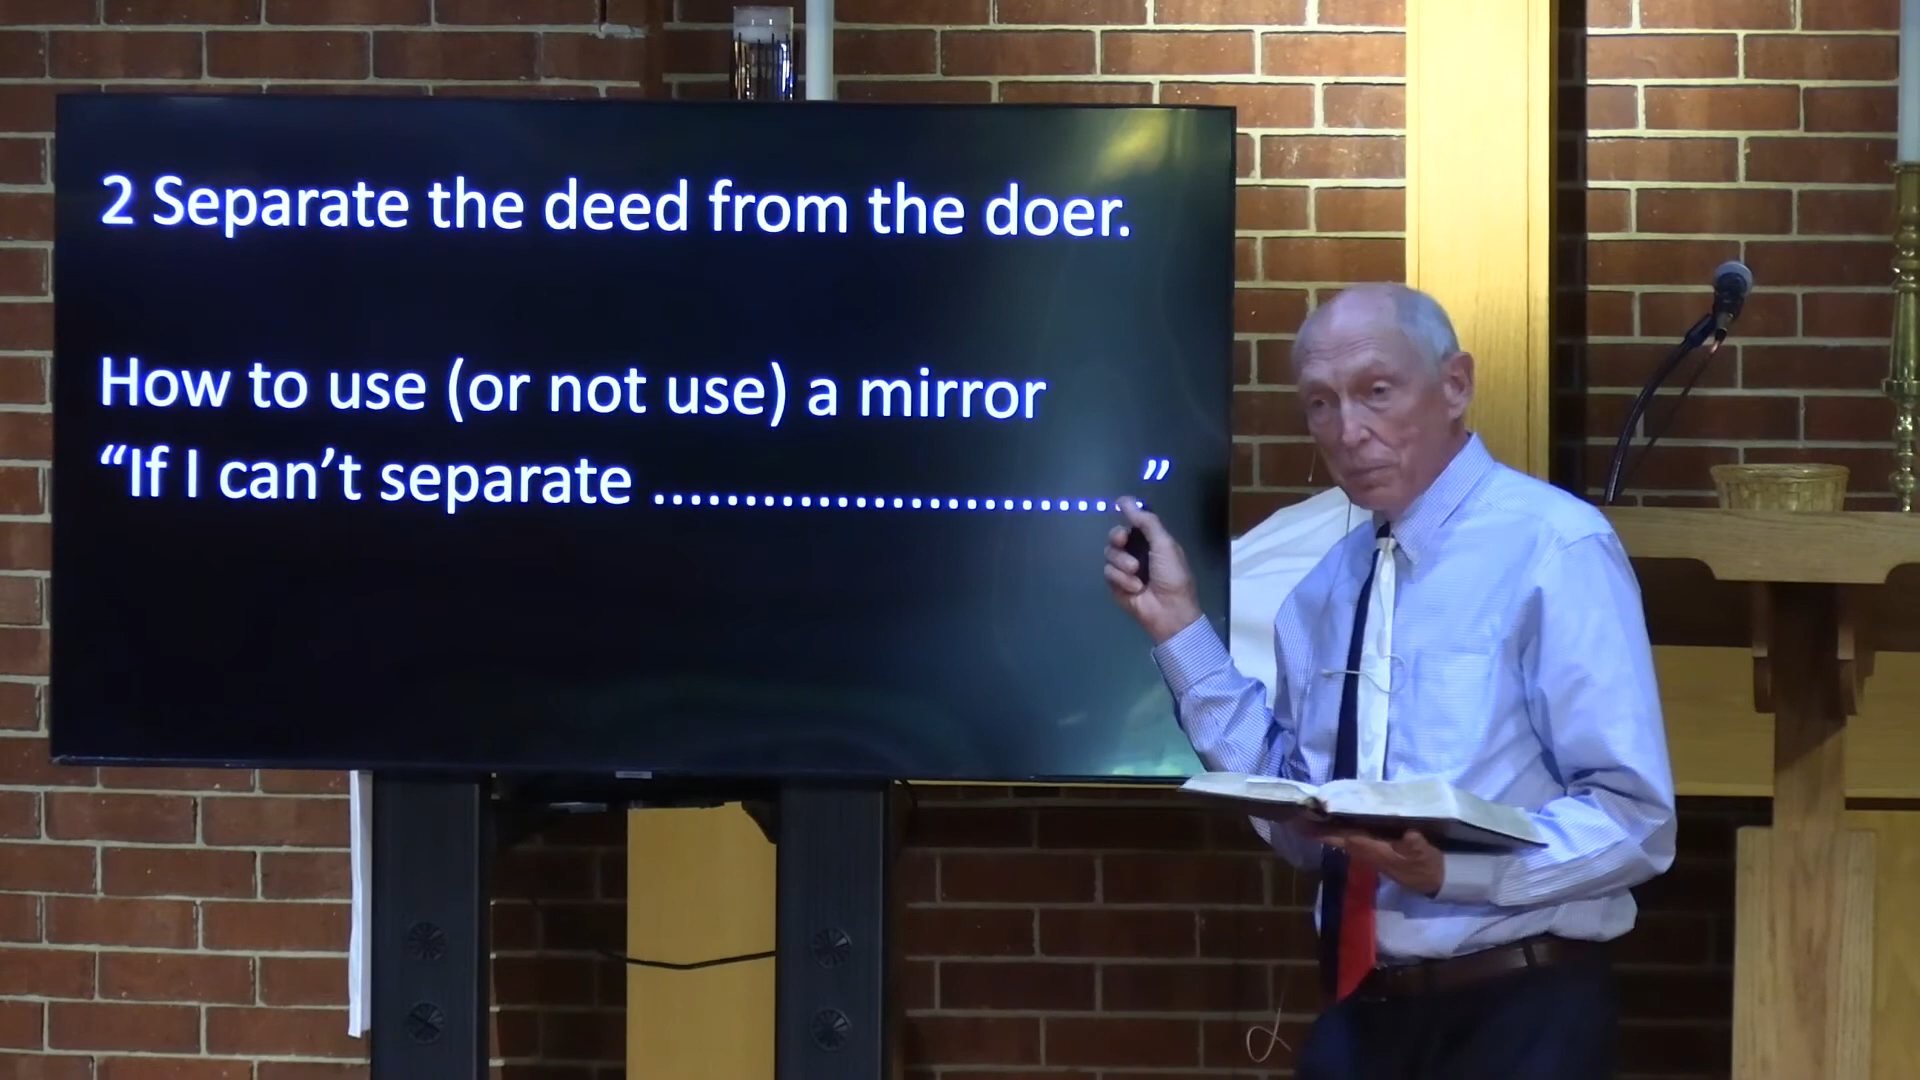 2 Separate the deed from the doer.
How to use (or not use) a mirror
“If I can’t separate ...........................”